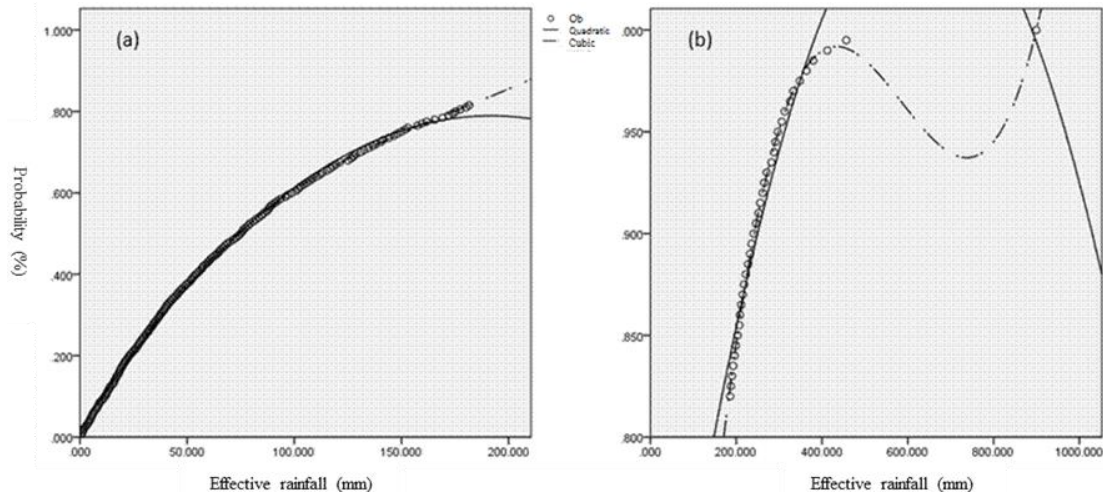 (a)
1.000
.800
.600
.400
.200
.000
Probability (%)
.000 50.000 100.000 150.000 200.000
Effective rainfall (mm)
Ob
Quadratic
Cubic
(b)
.000
.950
.900
.850
.800
.000 200.000 400.000 600.000 800.000 1000.000
Effective rainfall (mm)